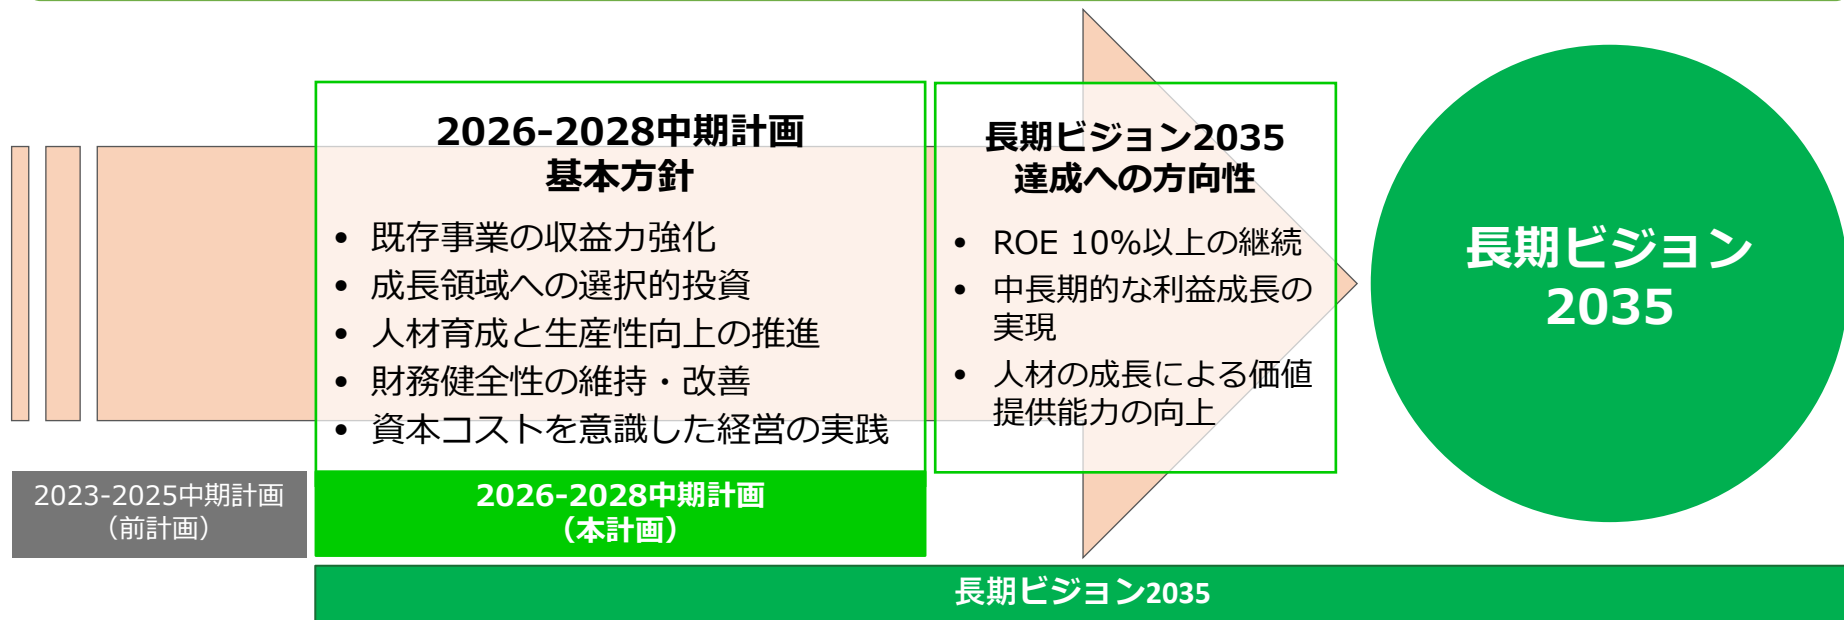 2026-2028中期計画
基本方針
• 既存事業の収益力強化
• 成長領域への選択的投資
• 人材育成と生産性向上の推進
• 財務健全性の維持・改善
• 資本コストを意識した経営の実践
長期ビジョン2035
達成への方向性
• ROE 10%以上の継続
• 中長期的な利益成長の
実現
• 人材の成長による価値
提供能力の向上
長期ビジョン
2035
2023-2025中期計画
（前計画）
2026-2028中期計画
（本計画）
長期ビジョン2035